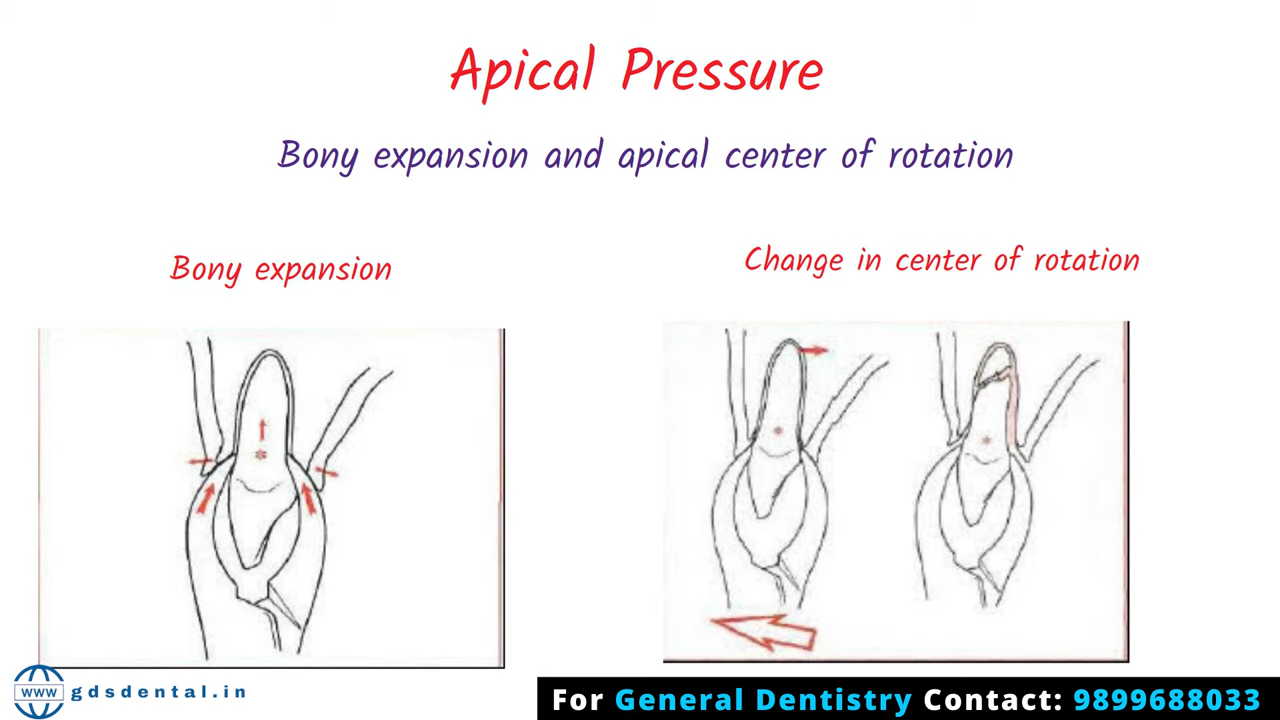 Apical Pressure
Bony expansion and apical center of rotation
Bony expansion
Change in center of rotation
www gdsdental.in
For General Dentistry Contact: 9899688033